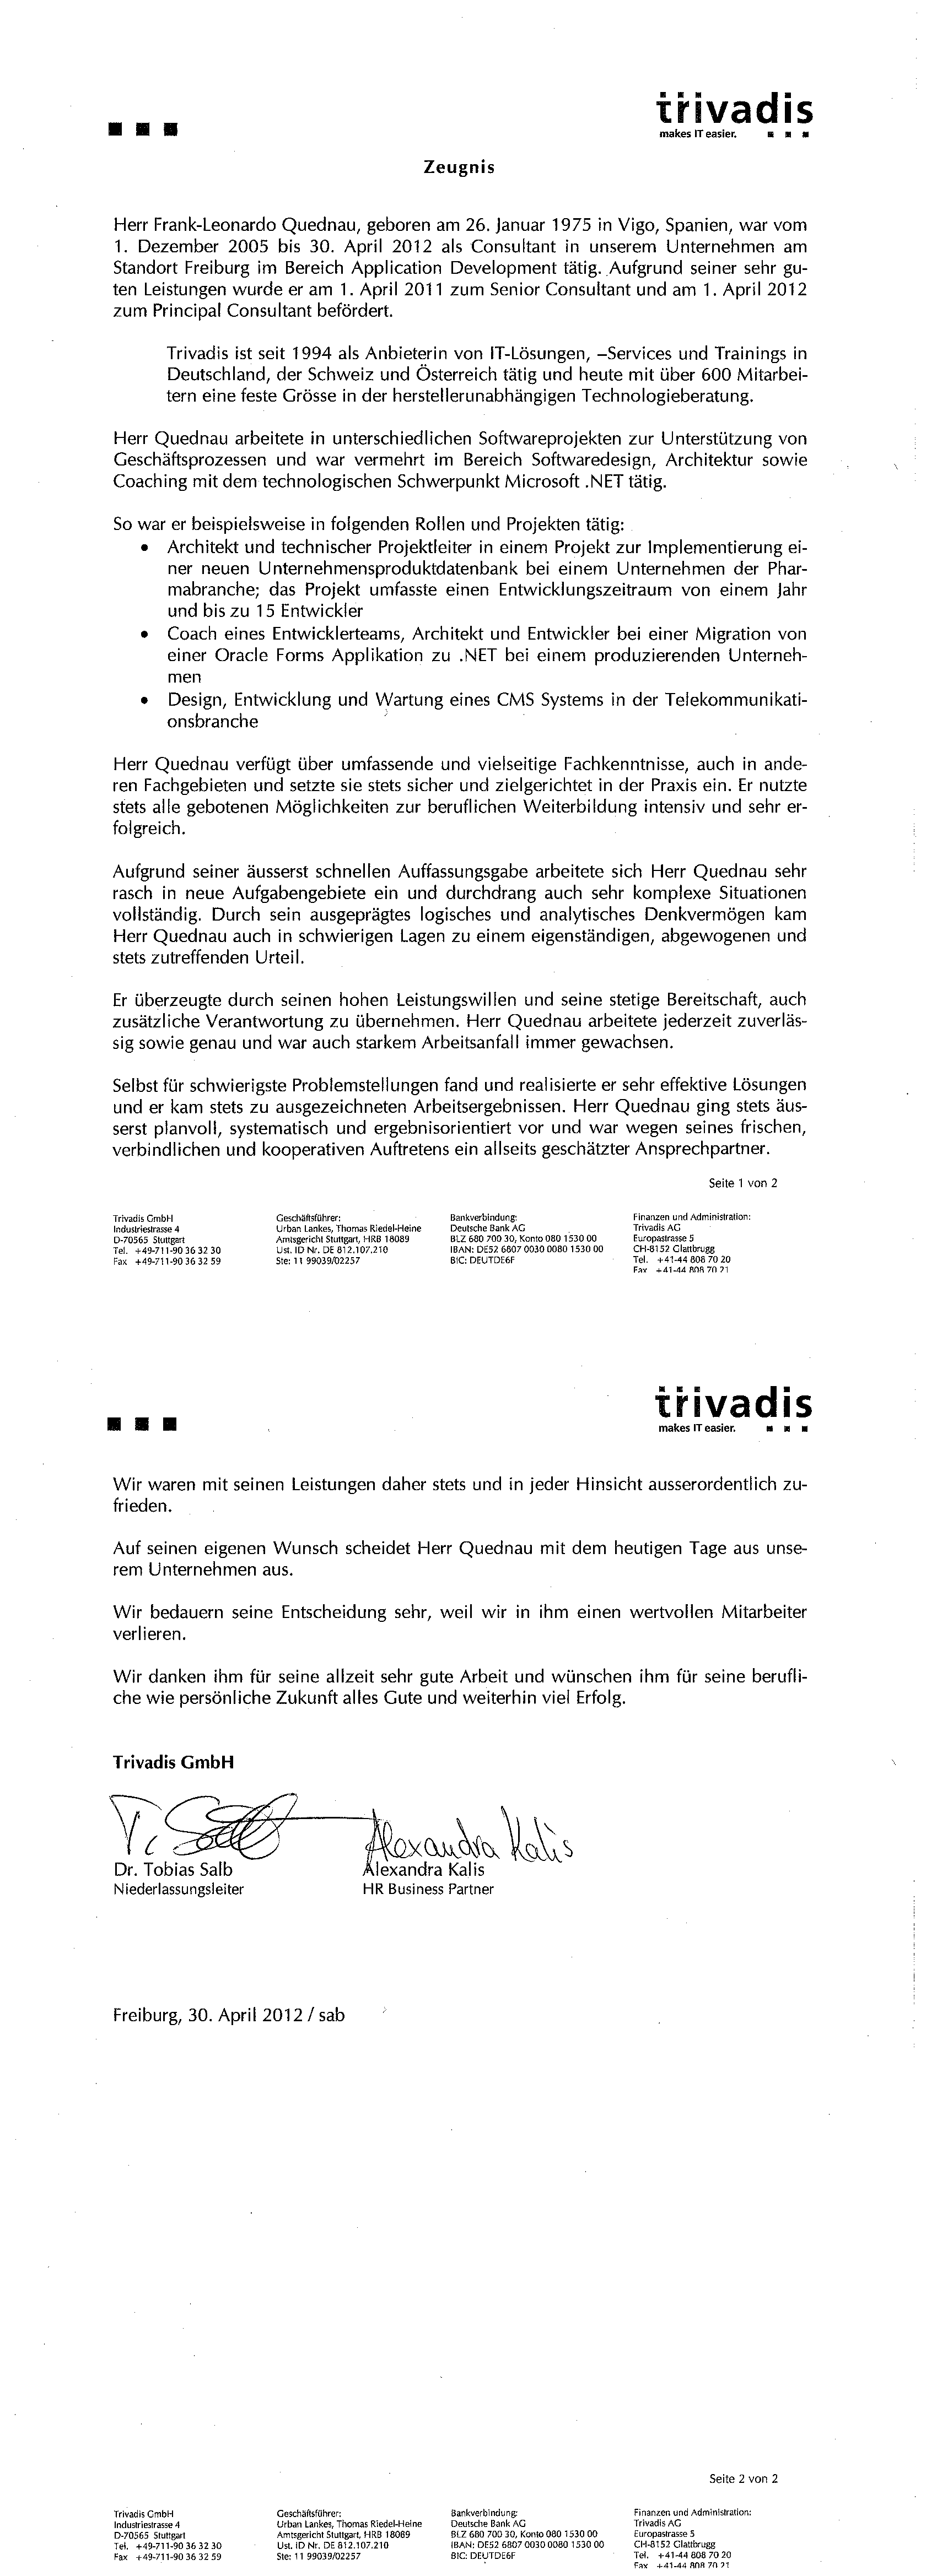 trivadis
makes IT easier.
Zeugnis
Herr Frank-Leonardo Quednau, geboren am 26. Januar 1975 in Vigo, Spanien, war vom
1. Dezember 2005 bis 30. April 2012 als Consultant in unserem Unternehmen am
Standort Freiburg im Bereich Application Development tätig. Aufgrund seiner sehr gu-
ten Leistungen wurde er am 1. April 2011 zum Senior Consultant und am 1. April 2012
zum Principal Consultant befördert.
Trivadis ist seit 1994 als Anbieterin von IT-Lösungen, –Services und Trainings in
Deutschland, der Schweiz und Österreich tätig und heute mit über 600 Mitarbei-
tern eine feste Grösse in der herstellerunabhängigen Technologieberatung.
Herr Quednau arbeitete in unterschiedlichen Softwareprojekten zur Unterstützung von
Geschäftsprozessen und war vermehrt im Bereich Softwaredesign, Architektur sowie
Coaching mit dem technologischen Schwerpunkt Microsoft .NET tätig.
So war er beispielsweise in folgenden Rollen und Projekten tätig:
• Architekt und technischer Projektleiter in einem Projekt zur Implementierung ei-
ner neuen Unternehmensproduktdatenbank bei einem Unternehmen der Phar-
mabranche; das Projekt umfasste einen Entwicklungszeitraum von einem Jahr
und bis zu 15 Entwickler
• Coach eines Entwicklerteams, Architekt und Entwickler bei einer Migration von
einer Oracle Forms Applikation zu .NET bei einem produzierenden Unterneh-
men
• Design, Entwicklung und Wartung eines CMS Systems in der Telekommunikati-
onsbranche
Herr Quednau verfügt über umfassende und vielseitige Fachkenntnisse, auch in ande-
ren Fachgebieten und setzte sie stets sicher und zielgerichtet in der Praxis ein. Er nutzte
stets alle gebotenen Möglichkeiten zur beruflichen Weiterbildung intensiv und sehr er-
folgreich.
Aufgrund seiner äusserst schnellen Auffassungsgabe arbeitete sich Herr Quednau sehr
rasch in neue Aufgabengebiete ein und durchdrang auch sehr komplexe Situationen
vollständig. Durch sein ausgeprägtes logisches und analytisches Denkvermögen kam
Herr Quednau auch in schwierigen Lagen zu einem eigenständigen, abgewogenen und
stets zutreffenden Urteil.
Er überzeugte durch seinen hohen Leistungswillen und seine stetige Bereitschaft, auch
zusätzliche Verantwortung zu übernehmen. Herr Quednau arbeitete jederzeit zuverläs-
sig sowie genau und war auch starkem Arbeitsanfall immer gewachsen.
Selbst für schwierigste Problemstellungen fand und realisierte er sehr effektive Lösungen
und er kam stets zu ausgezeichneten Arbeitsergebnissen. Herr Quednau ging stets äus-
serst planvoll, systematisch und ergebnisorientiert vor und war wegen seines frischen,
verbindlichen und kooperativen Auftretens ein allseits geschätzter Ansprechpartner.
Seite 1 von 2
Trivadis GmbH Geschäftsführer: Bankverbindung: Finanzen und Administration:
Industriestrasse 4 Urban Lankes, Thomas Riedel-Heine Deutsche Bank AG Trivadis AG
D-70565 Stuttgart Amtsgericht Stuttgart, HRB 18089 BLZ 680 700 30, Konto 080 1530 00 Europastrasse 5
Tel. +49-711-90 36 32 30 Ust. ID Nr. DE 812.107.210 IBAN: DE52 6807 0030 0080 1530 00 CH-8152 Glattbrugg
Fax +49-711-90 36 32 59 Ste: 11 99039/02257 BIC: DEUTDE6F Tel. +41-44 808 70 20
Fax +41-44 808 70 21
trivadis
makes IT easier.
Wir waren mit seinen Leistungen daher stets und in jeder Hinsicht ausserordentlich zu-
frieden.
Auf seinen eigenen Wunsch scheidet Herr Quednau mit dem heutigen Tage aus unse-
rem Unternehmen aus.
Wir bedauern seine Entscheidung sehr, weil wir in ihm einen wertvollen Mitarbeiter
verlieren.
Wir danken ihm für seine allzeit sehr gute Arbeit und wünschen ihm für seine berufli-
che wie persönliche Zukunft alles Gute und weiterhin viel Erfolg.
Trivadis GmbH
T. Salb Alexandra Kalis
Dr. Tobias Salb Alexandra Kalis
Niederlassungsleiter HR Business Partner
Freiburg, 30. April 2012 / sab
Seite 2 von 2
Trivadis GmbH Geschäftsführer: Bankverbindung: Finanzen und Administration:
Industriestrasse 4 Urban Lankes, Thomas Riedel-Heine Deutsche Bank AG Trivadis AG
D-70565 Stuttgart Amtsgericht Stuttgart, HRB 18089 BLZ 680 700 30, Konto 080 1530 00 Europastrasse 5
Tel. +49-711-90 36 32 30 Ust. ID Nr. DE 812.107.210 IBAN: DE52 6807 0030 0080 1530 00 CH-8152 Glattbrugg
Fax +49-711-90 36 32 59 Ste: 11 99039/02257 BIC: DEUTDE6F Tel. +41-44 808 70 20
Fax +41-44 808 70 21